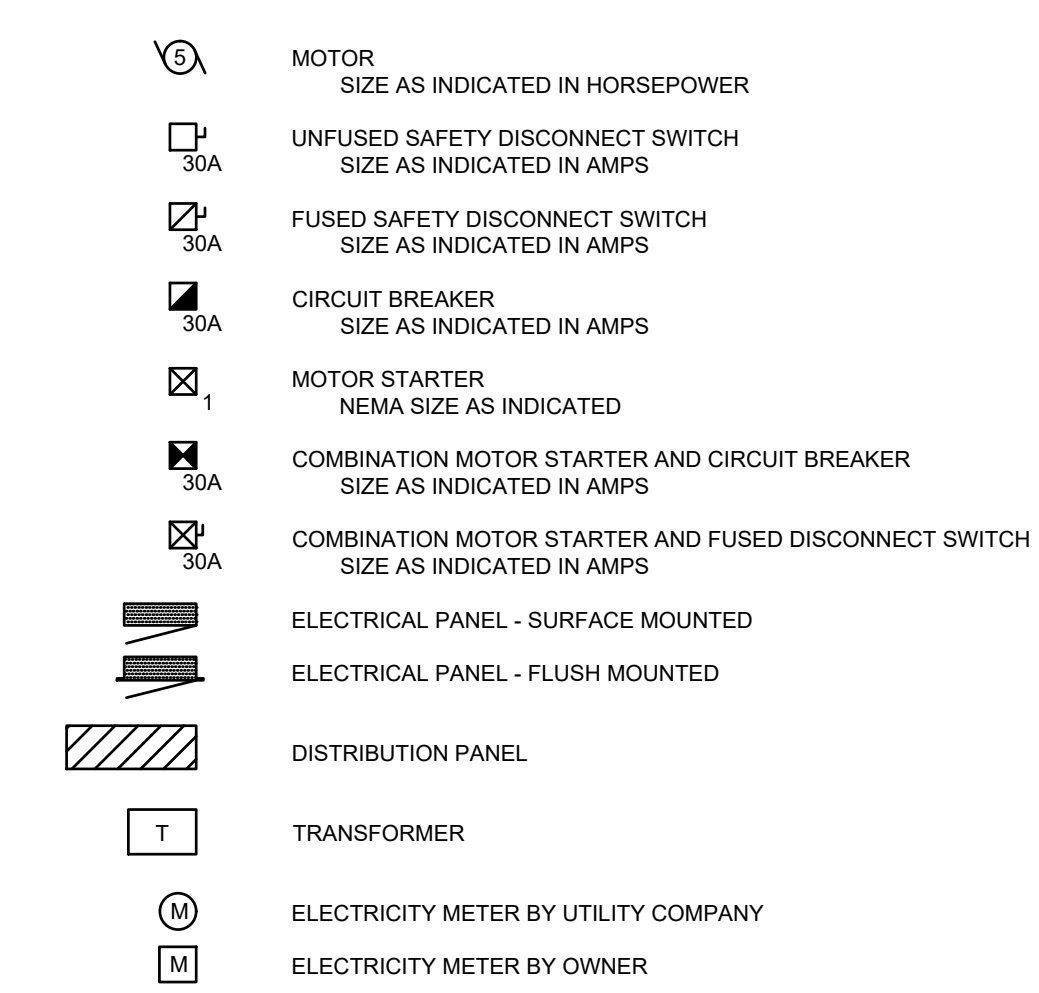 5 MOTOR
SIZE AS INDICATED IN HORSEPOWER
UNFUSED SAFETY DISCONNECT SWITCH
30A SIZE AS INDICATED IN AMPS
FUSED SAFETY DISCONNECT SWITCH
30A SIZE AS INDICATED IN AMPS
CIRCUIT BREAKER
30A SIZE AS INDICATED IN AMPS
MOTOR STARTER
1 NEMA SIZE AS INDICATED
COMBINATION MOTOR STARTER AND CIRCUIT BREAKER
30A SIZE AS INDICATED IN AMPS
COMBINATION MOTOR STARTER AND FUSED DISCONNECT SWITCH
30A SIZE AS INDICATED IN AMPS
ELECTRICAL PANEL - SURFACE MOUNTED
ELECTRICAL PANEL - FLUSH MOUNTED
DISTRIBUTION PANEL
T TRANSFORMER
M ELECTRICITY METER BY UTILITY COMPANY
M ELECTRICITY METER BY OWNER